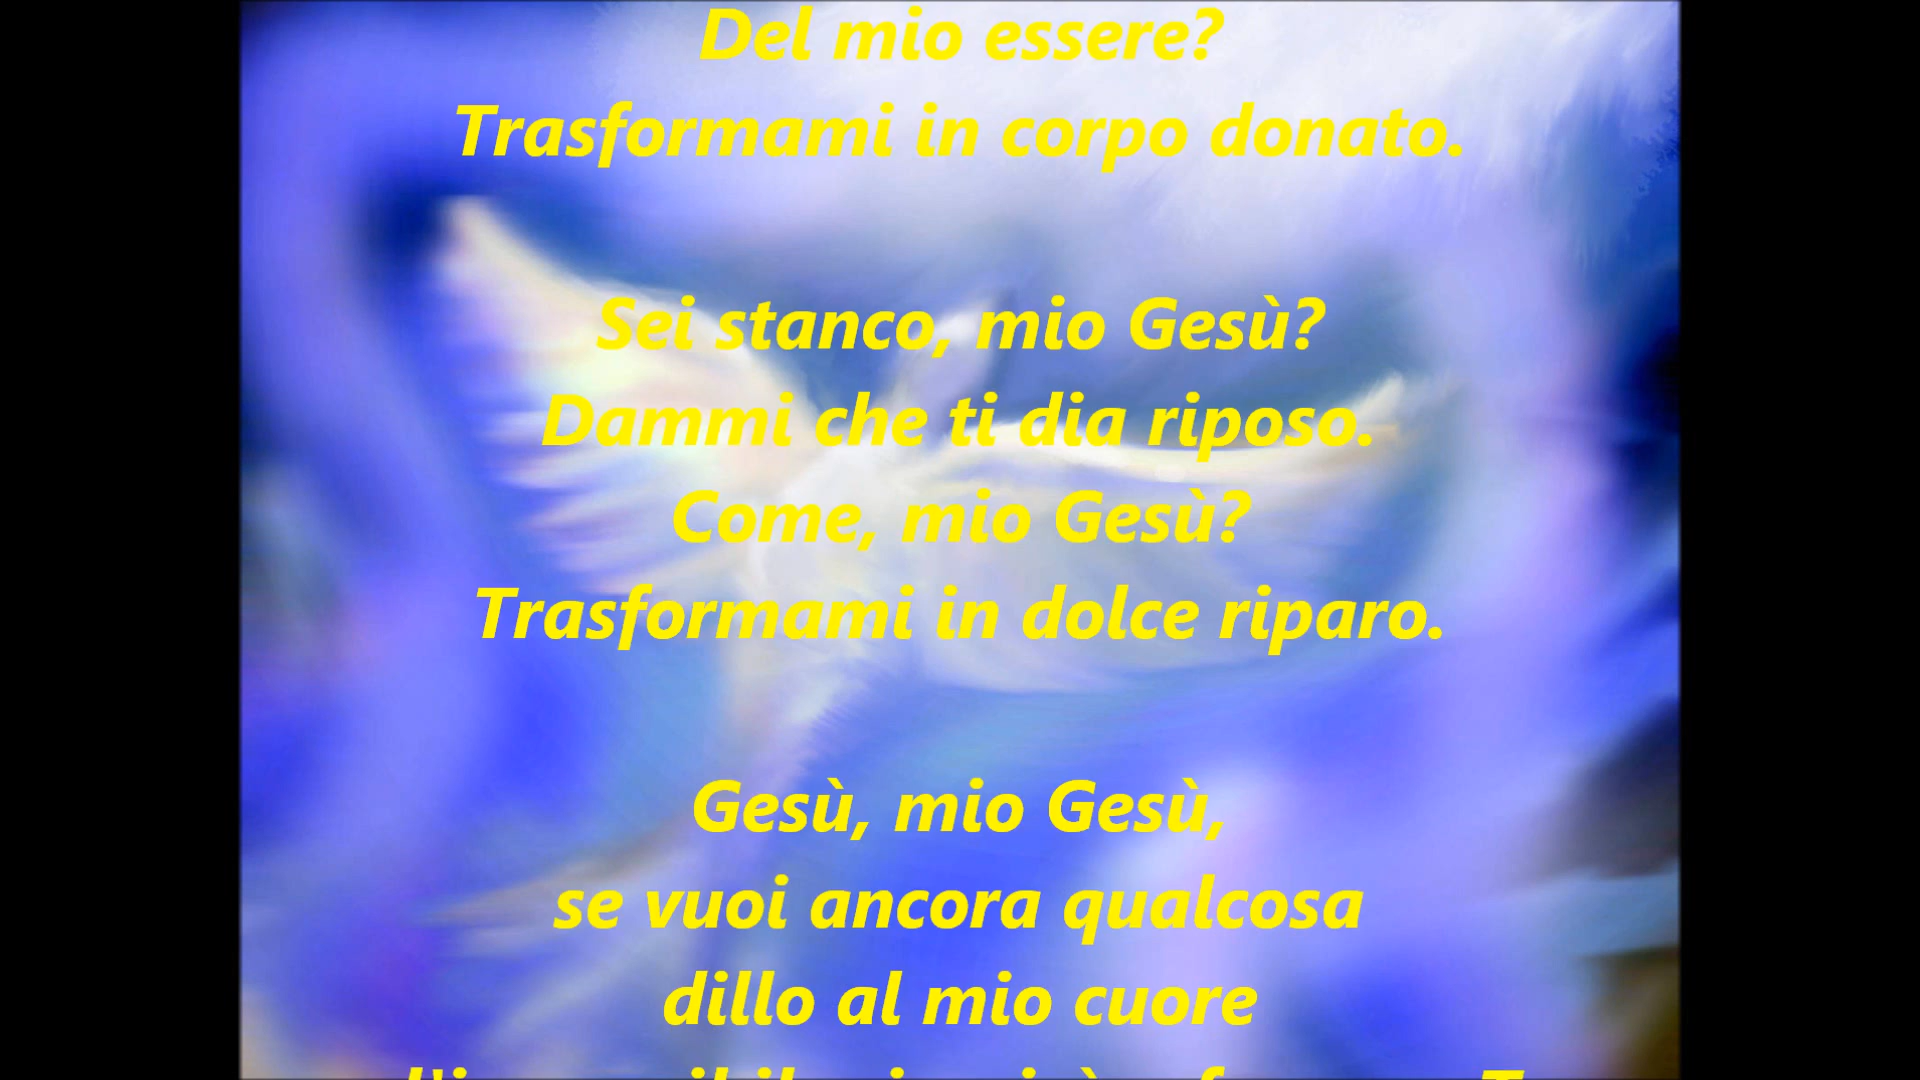 Del mio essere?
Trasformami in corpo donato.
Sei stanco, mio Gesù?
Dammi che ti dia riposo.
Come, mio Gesù?
Trasformami in dolce riparo.
Gesù, mio Gesù,
se vuoi ancora qualcosa
dillo al mio cuore